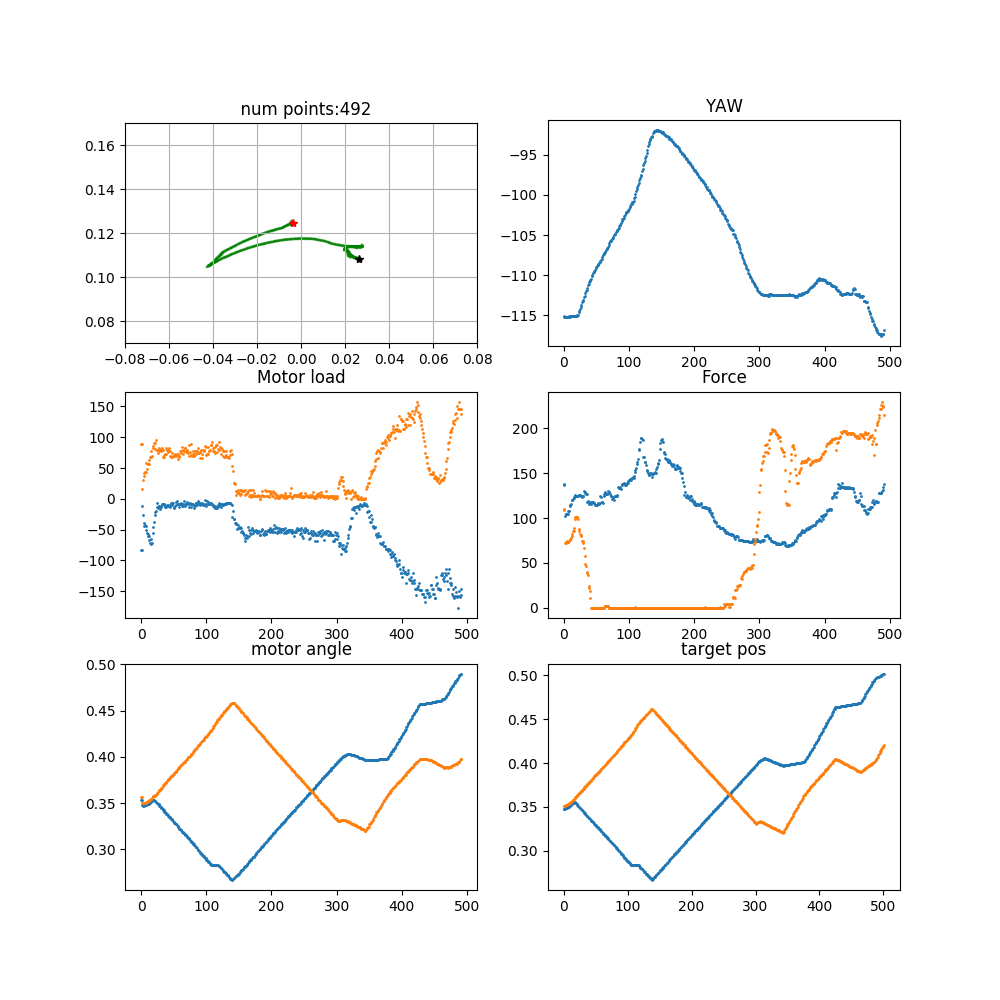 num points:492
0.16
0.14
0.12
0.10
0.08
−0.08 −0.06 −0.04 −0.02 0.00 0.02 0.04 0.06 0.08
YAW
−95
−100
−105
−110
−115
0 100 200 300 400 500
Motor load
150
100
50
0
−50
−100
−150
0 100 200 300 400 500
Force
200
150
100
50
0
0 100 200 300 400 500
motor angle
0.50
0.45
0.40
0.35
0.30
0 100 200 300 400 500
target pos
0.50
0.45
0.40
0.35
0.30
0 100 200 300 400 500